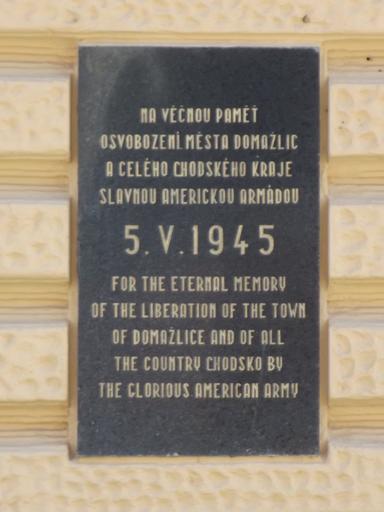 NA VĚČNOU PAMĚŤ
OSVOBOZENÍ MĚSTA DOMAŽLIC
A CELÉHO CHODSKÉHO KRAJE
SLAVNOU AMERICKOU ARMÁDOU
5. V. 1945
FOR THE ETERNAL MEMORY
OF THE LIBERATION OF THE TOWN
OF DOMAŽLICE AND OF ALL
THE COUNTRY CHODSKO BY
THE GLORIOUS AMERICAN ARMY